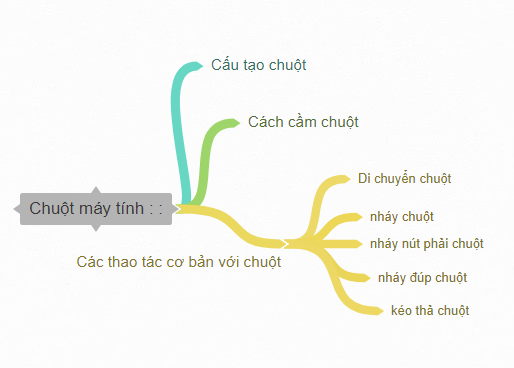 Cấu tạo chuột
Cách cầm chuột
Di chuyển chuột
Chuột máy tính : :
nháy chuột
nháy nút phải chuột
Các thao tác cơ bản với chuột
nháy đúp chuột
kéo thả chuột